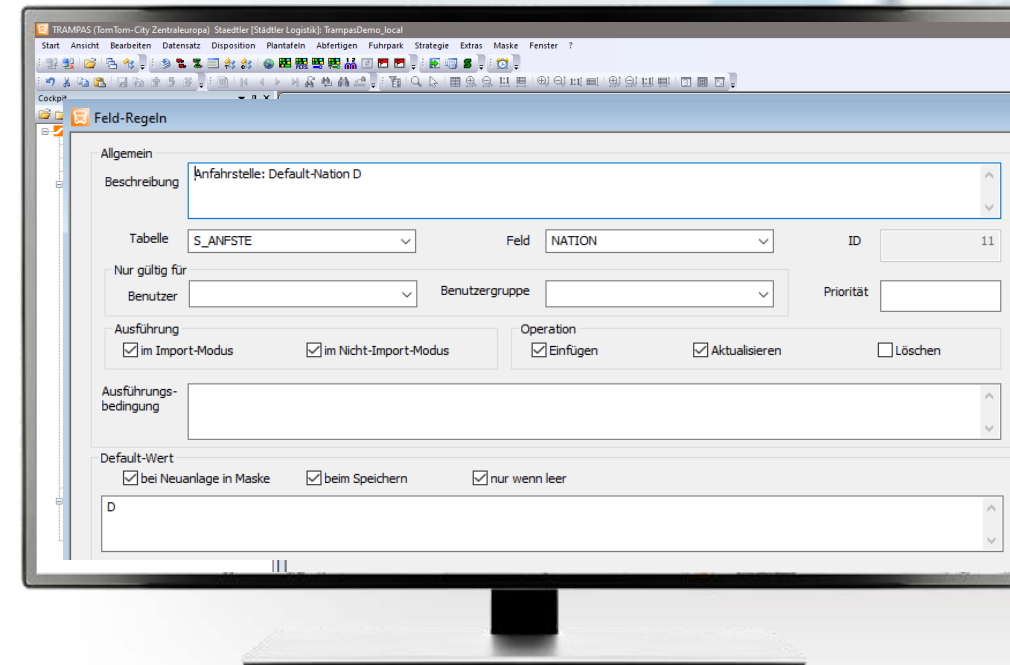 TRAMPAS (TomTom-City Zentraleuropa) Staedtler [Städtler Logistik]: TrampasDemo_local
Start Ansicht Bearbeiten Datensatz Disposition Plantafeln Abfertigen Fuhrpark Strategie Extras Maske Fenster ?
Cockpit
Feld-Regeln
Allgemein
Beschreibung Anfahrstelle: Default-Nation D
Tabelle S_ANFSTE Feld NATION ID 11
Nur gültig für
Benutzer Benutzergruppe Priorität
Ausführung Operation
im Import-Modus im Nicht-Import-Modus Einfügen Aktualisieren Löschen
Ausführungs-
bedingung
Default-Wert
bei Neuanlage in Maske beim Speichern nur wenn leer
D